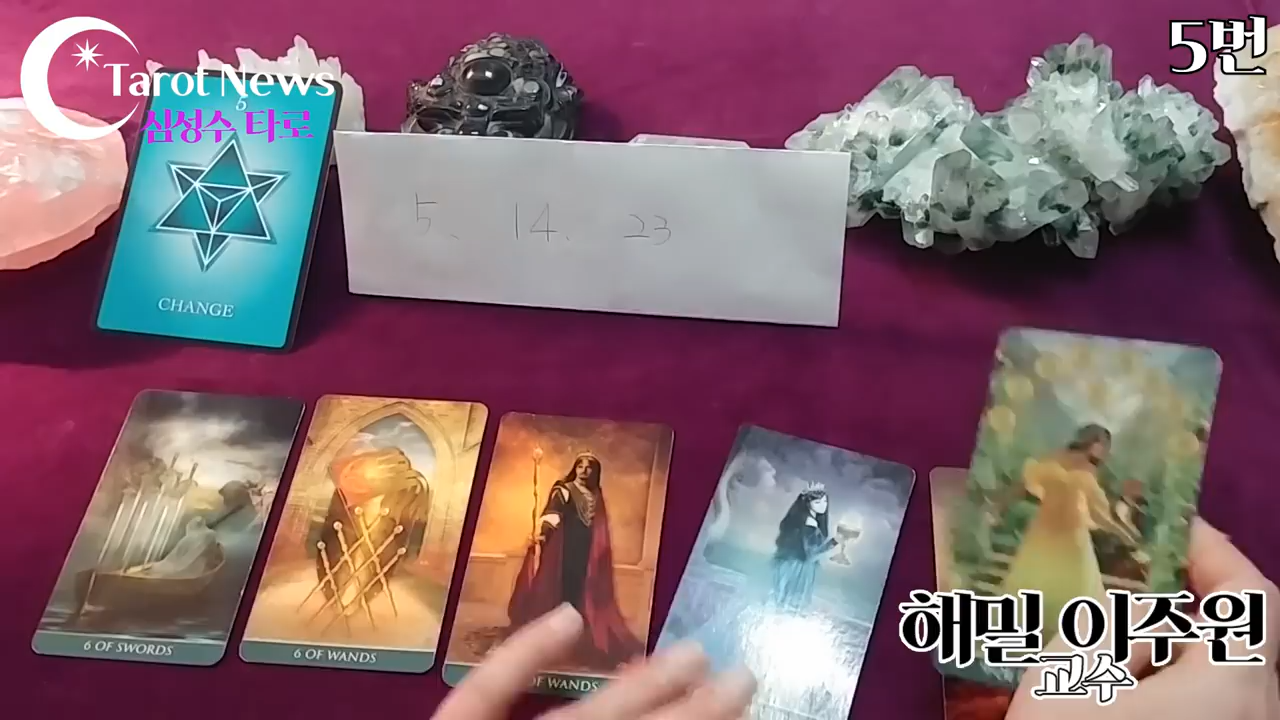 5번
Tarot News
심성수 타로
5
CHANGE
5. 14. 23
6 OF SWORDS
6 OF WANDS
OF WANDS
해밀 이주원
교수